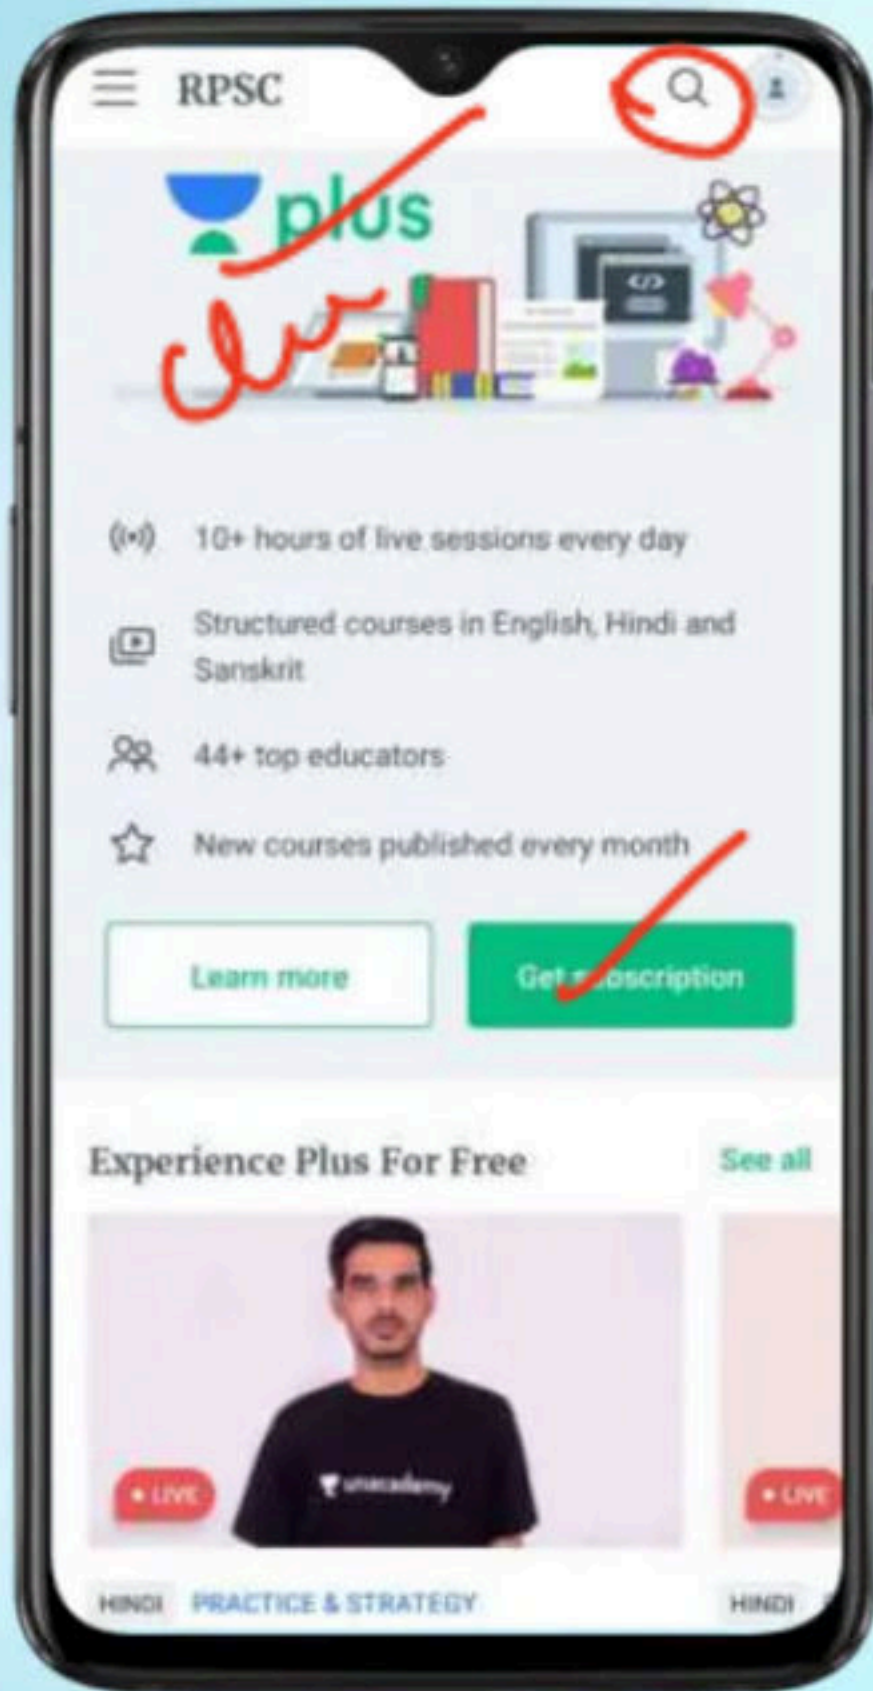 RPSC
plus
10+ hours of live sessions every day
Structured courses in English, Hindi and
Sanskrit
44+ top educators
New courses published every month
Learn more
Get subscription
Experience Plus For Free
See all
unacademy
LIVE
LIVE
HINDI PRACTICE & STRATEGY
HINDI